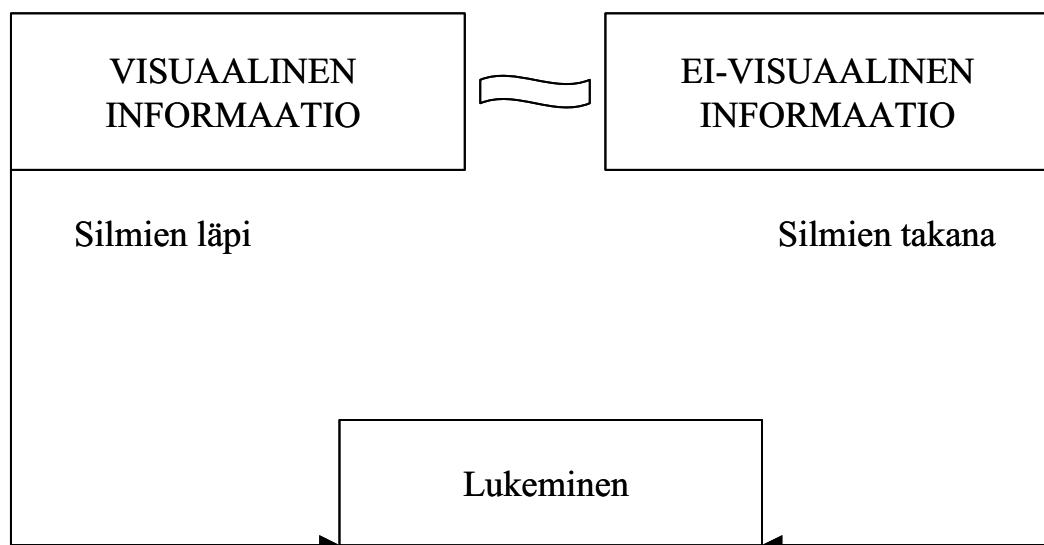 VISUAALINEN
INFORMAATIO
EI-VISUAALINEN
INFORMAATIO
Silmien läpi
Silmien takana
Lukeminen